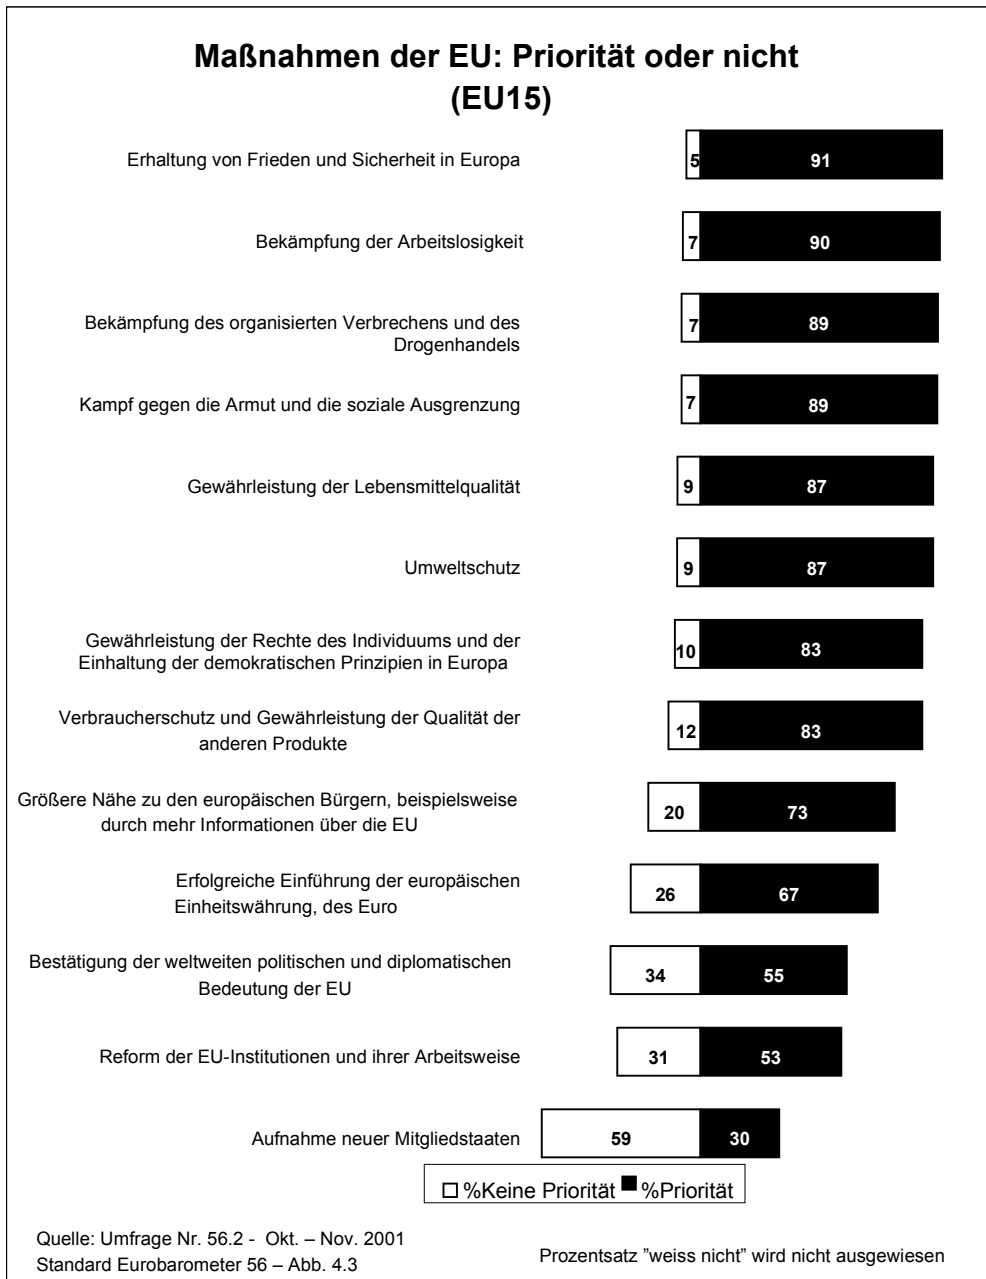 Maßnahmen der EU: Priorität oder nicht
(EU15)
Erhaltung von Frieden und Sicherheit in Europa
5
91
Bekämpfung der Arbeitslosigkeit
7
90
Bekämpfung des organisierten Verbrechens und des
Drogenhandels
7
89
Kampf gegen die Armut und die soziale Ausgrenzung
7
89
Gewährleistung der Lebensmittelqualität
9
87
Umweltschutz
9
87
Gewährleistung der Rechte des Individuums und der
Einhaltung der demokratischen Prinzipien in Europa
10
83
Verbraucherschutz und Gewährleistung der Qualität der
anderen Produkte
12
83
Größere Nähe zu den europäischen Bürgern, beispielsweise
durch mehr Informationen über die EU
20
73
Erfolgreiche Einführung der europäischen
Einheitswährung, des Euro
26
67
Bestätigung der weltweiten politischen und diplomatischen
Bedeutung der EU
34
55
Reform der EU-Institutionen und ihrer Arbeitsweise
31
53
Aufnahme neuer Mitgliedstaaten
59
30
%Keine Priorität %Priorität
Quelle: Umfrage Nr. 56.2 - Okt. – Nov. 2001
Standard Eurobarometer 56 – Abb. 4.3
Prozentsatz ”weiss nicht” wird nicht ausgewiesen